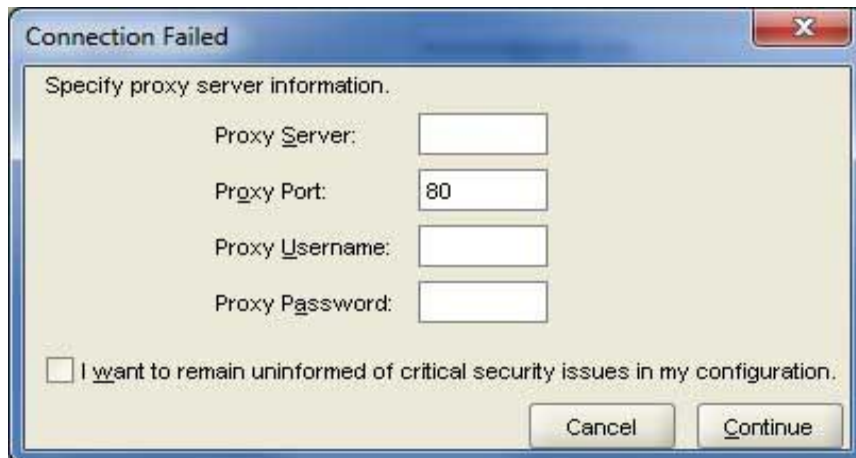 Connection Failed
Specify proxy server information.
Proxy Server:
Proxy Port: 80
Proxy Username:
Proxy Password:
I want to remain uninformed of critical security issues in my configuration.
Cancel Continue